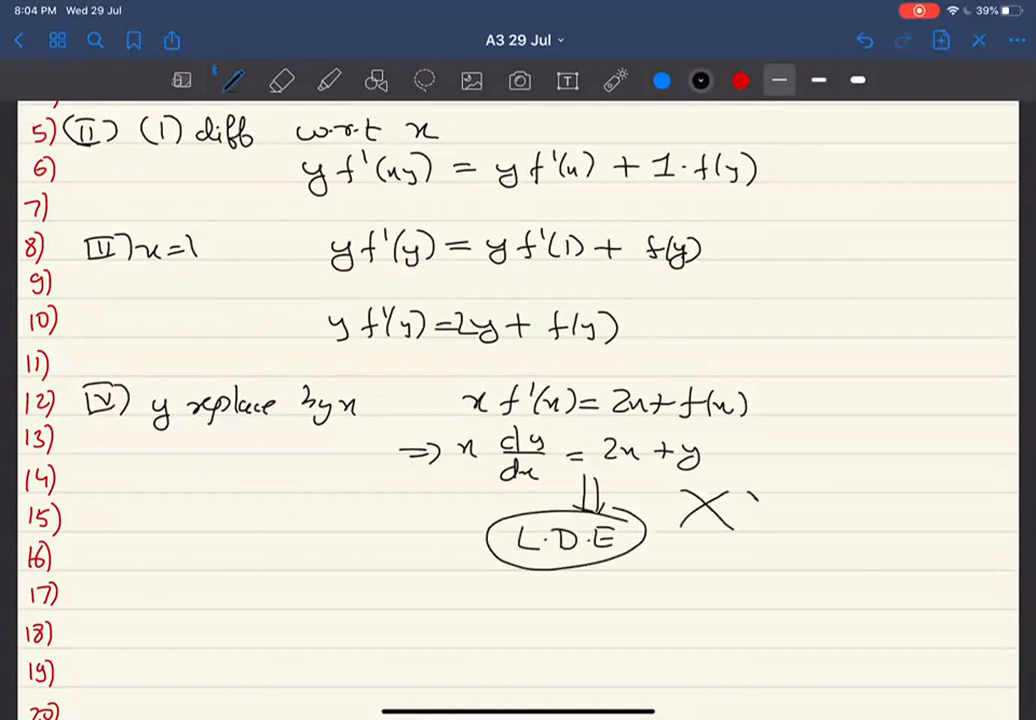 8:04 PM Wed 29 Jul 39%
A3 29 Jul
5) (II) (1) diff w.r.t x
6) y f'(xy) = y f'(x) + 1·f(y)
7)
8) III) x=1 y f'(y) = y f'(1) + f(y)
9)
10) y f'(y) = 2y + f(y)
11)
12) IV) y replace by x x f'(x) = 2x + f(x)
13) ⇒ x dy/dx = 2x + y
14)
15) L.D.E
16)
17)
18)
19)
20)